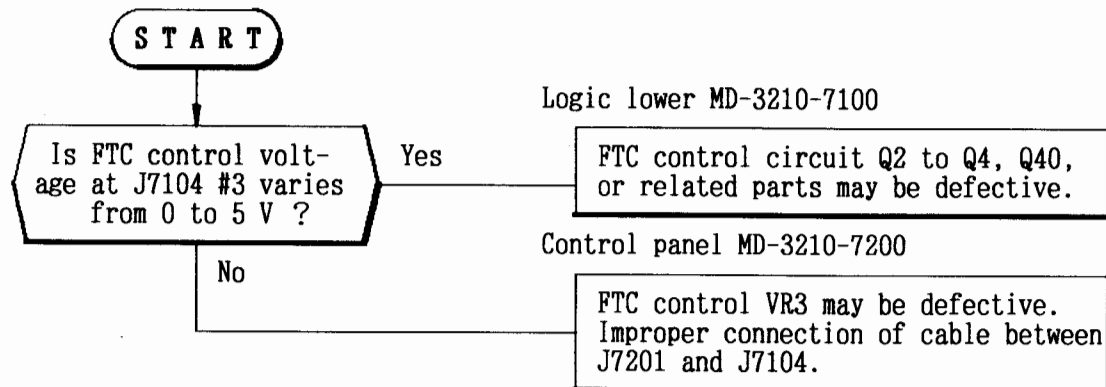 S T A R T
Is FTC control volt-
age at J7104 #3 varies
from 0 to 5 V ?
Yes
Logic lower MD-3210-7100
FTC control circuit Q2 to Q4, Q40,
or related parts may be defective.
No
Control panel MD-3210-7200
FTC control VR3 may be defective.
Improper connection of cable between
J7201 and J7104.